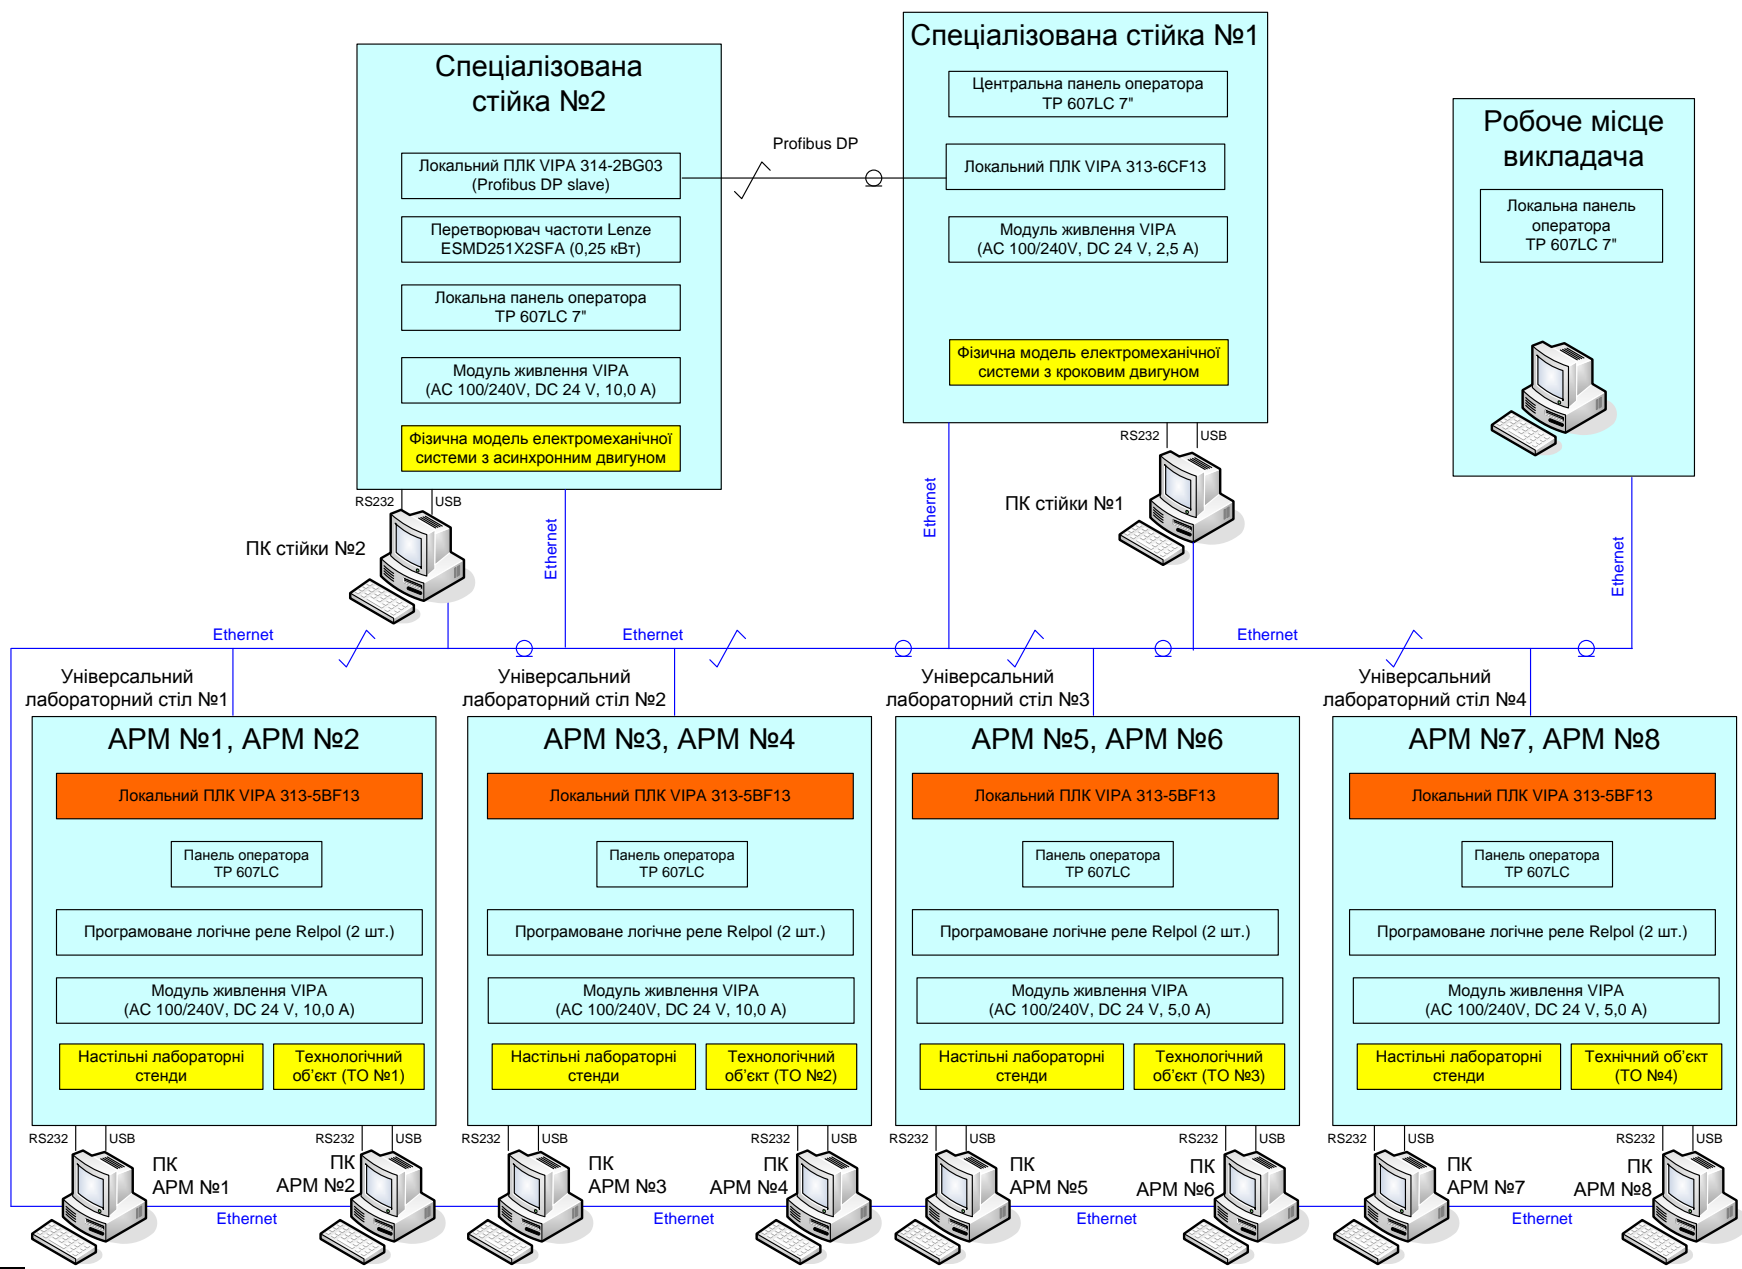 Спеціалізована
стійка №2
Локальний ПЛК VIPA 314-2BG03
(Profibus DP slave)
Перетворювач частоти Lenze
ESMD251X2SFA (0,25 кВт)
Локальна панель оператора
TP 607LC 7"
Модуль живлення VIPA
(AC 100/240V, DC 24 V, 10,0 A)
Фізична модель електромеханічної
системи з асинхронним двигуном
RS232
USB
ПК стійки №2
Ethernet
Profibus DP
Спеціалізована стійка №1
Центральна панель оператора
TP 607LC 7"
Локальний ПЛК VIPA 313-6CF13
Модуль живлення VIPA
(AC 100/240V, DC 24 V, 2,5 A)
Фізична модель електромеханічної
системи з кроковим двигуном
RS232
USB
ПК стійки №1
Ethernet
Робоче місце
викладача
Локальна панель
оператора
TP 607LC 7"
Ethernet
Ethernet
Ethernet
Ethernet
Універсальний
лабораторний стіл №1
АРМ №1, АРМ №2
Локальний ПЛК VIPA 313-5BF13
Панель оператора
TP 607LC
Програмоване логічне реле Relpol (2 шт.)
Модуль живлення VIPA
(AC 100/240V, DC 24 V, 10,0 A)
Настільні лабораторні
стенди
Технологічний
об’єкт (ТО №1)
RS232
USB
ПК
АРМ №1
RS232
USB
ПК
АРМ №2
Ethernet
Універсальний
лабораторний стіл №2
АРМ №3, АРМ №4
Локальний ПЛК VIPA 313-5BF13
Панель оператора
TP 607LC
Програмоване логічне реле Relpol (2 шт.)
Модуль живлення VIPA
(AC 100/240V, DC 24 V, 10,0 A)
Настільні лабораторні
стенди
Технологічний
об’єкт (ТО №2)
RS232
USB
ПК
АРМ №3
RS232
USB
ПК
АРМ №4
Ethernet
Універсальний
лабораторний стіл №3
АРМ №5, АРМ №6
Локальний ПЛК VIPA 313-5BF13
Панель оператора
TP 607LC
Програмоване логічне реле Relpol (2 шт.)
Модуль живлення VIPA
(AC 100/240V, DC 24 V, 5,0 A)
Настільні лабораторні
стенди
Технологічний
об’єкт (ТО №3)
RS232
USB
ПК
АРМ №5
RS232
USB
ПК
АРМ №6
Ethernet
Універсальний
лабораторний стіл №4
АРМ №7, АРМ №8
Локальний ПЛК VIPA 313-5BF13
Панель оператора
TP 607LC
Програмоване логічне реле Relpol (2 шт.)
Модуль живлення VIPA
(AC 100/240V, DC 24 V, 5,0 A)
Настільні лабораторні
стенди
Технічний об’єкт
(ТО №4)
RS232
USB
ПК
АРМ №7
RS232
USB
ПК
АРМ №8
Ethernet